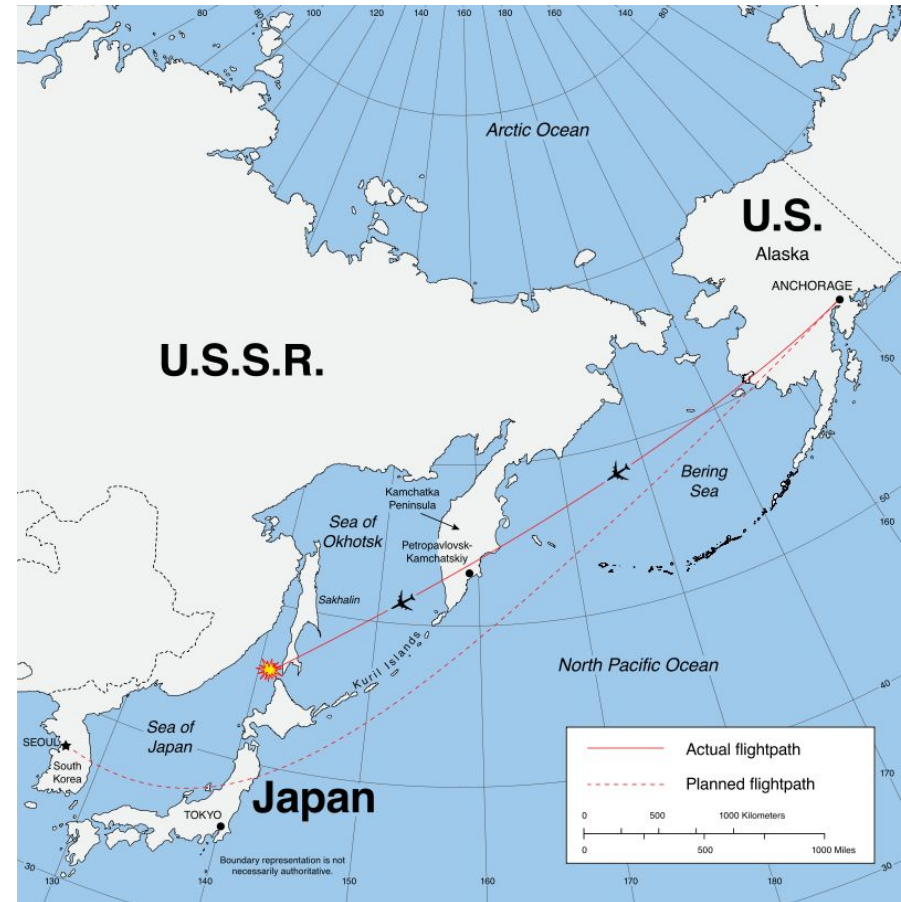 100
120
140
160
180
160
140
Arctic Ocean
U.S.
Alaska
ANCHORAGE
150
U.S.S.R.
Bering
Sea
Kamchatka
Peninsula
Sea of
Okhotsk
Petropavlovsk-
Kamchatskiy
50
160
Sakhalin
Kuril Islands
North Pacific Ocean
40
Sea of
Japan
SEOUL
South
Korea
170
Japan
TOKYO
Actual flightpath
Planned flightpath
0 500 1000 Kilometers
0 500 1000 Miles
Boundary representation is not
necessarily authoritative.
30
130
140
150
160
170
180
30